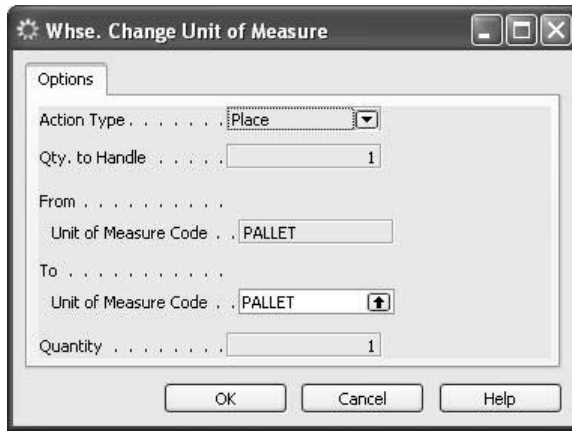 Whse. Change Unit of Measure
Options
Action Type . . . . . . . Place
Qty. to Handle . . . . . 1
From . . . . . . . . . .
Unit of Measure Code . . PALLET
To . . . . . . . . . . .
Unit of Measure Code . . PALLET
Quantity . . . . . . . . 1
OK Cancel Help